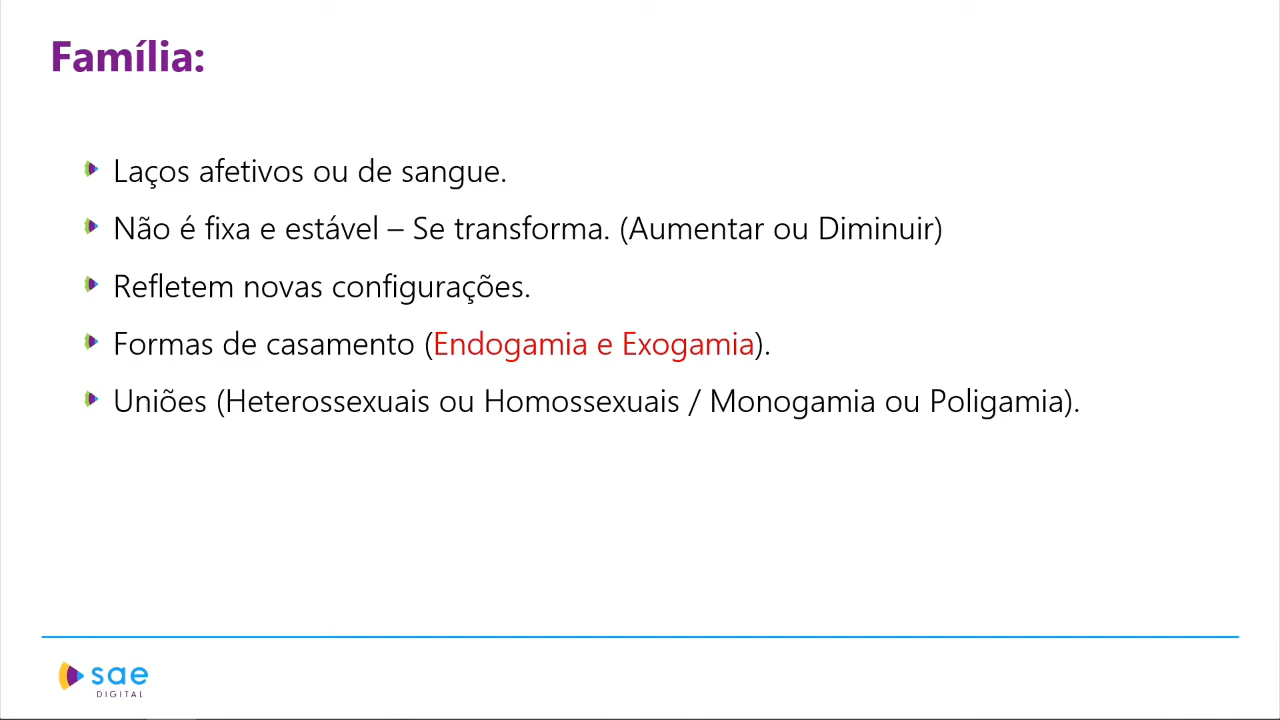 Família:
Laços afetivos ou de sangue.
Não é fixa e estável – Se transforma. (Aumentar ou Diminuir)
Refletem novas configurações.
Formas de casamento (Endogamia e Exogamia).
Uniões (Heterossexuais ou Homossexuais / Monogamia ou Poligamia).
sae
DIGITAL